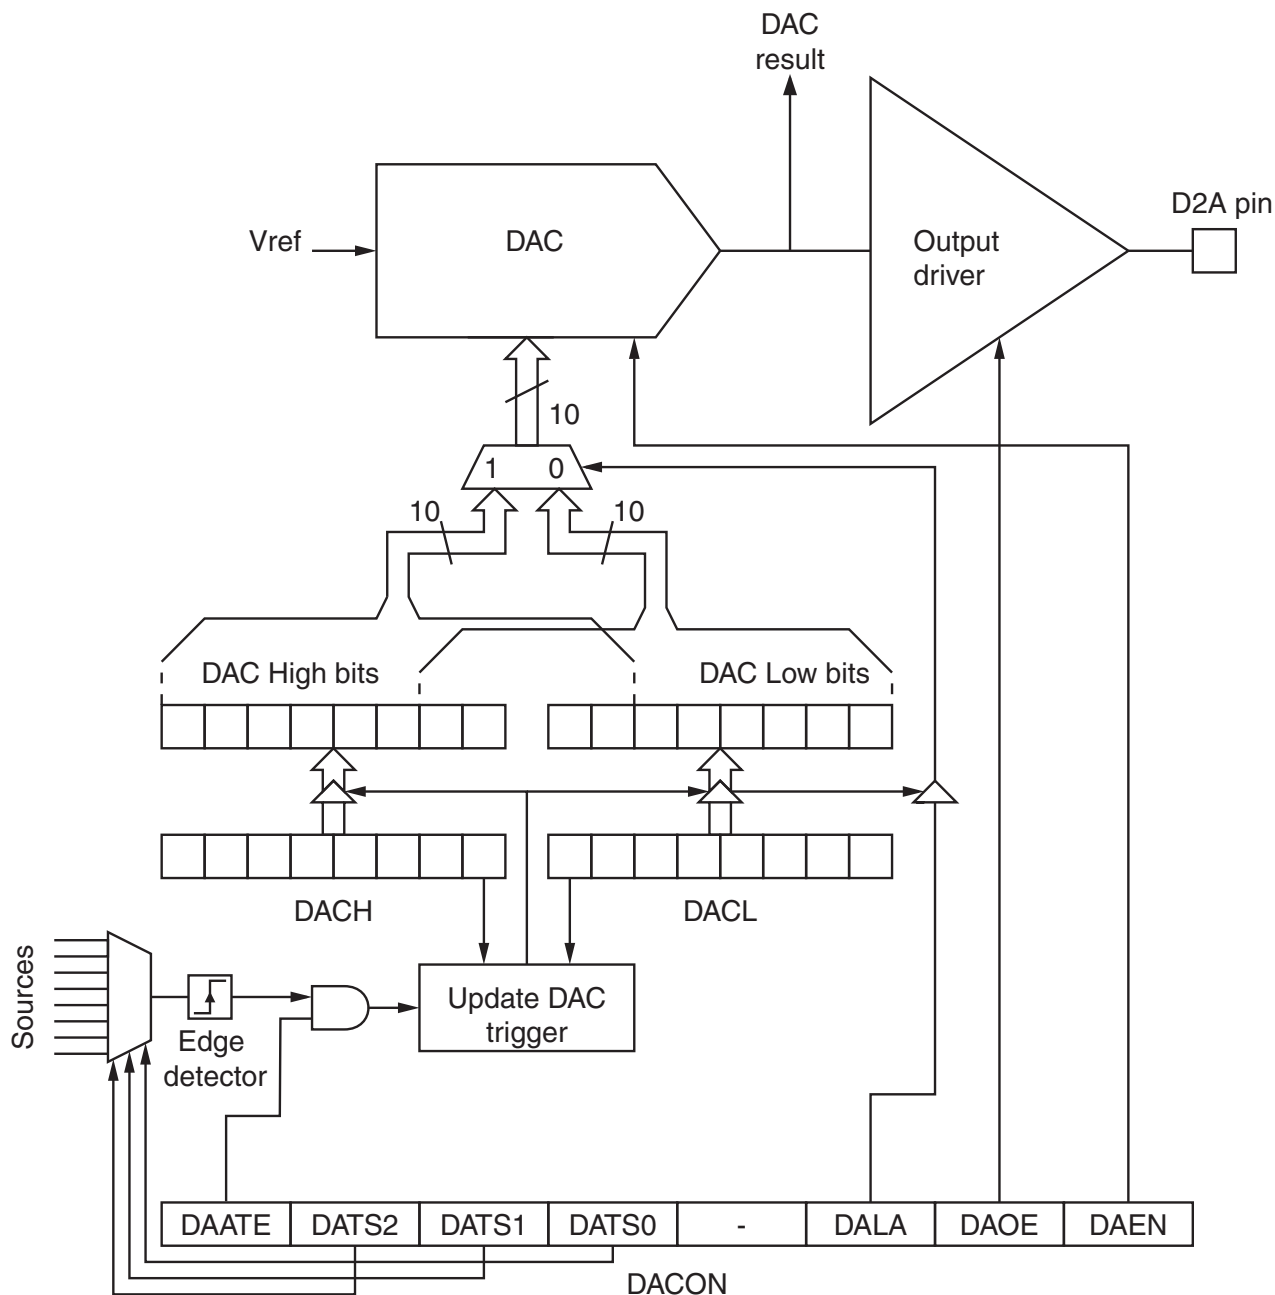 DAC
result
D2A pin
Vref
DAC
Output
driver
10
1 0
10 10
DAC High bits DAC Low bits
DACH DACL
Sources
Update DAC
trigger
Edge
detector
DAATE DATS2 DATS1 DATS0 - DALA DAOE DAEN
DACON